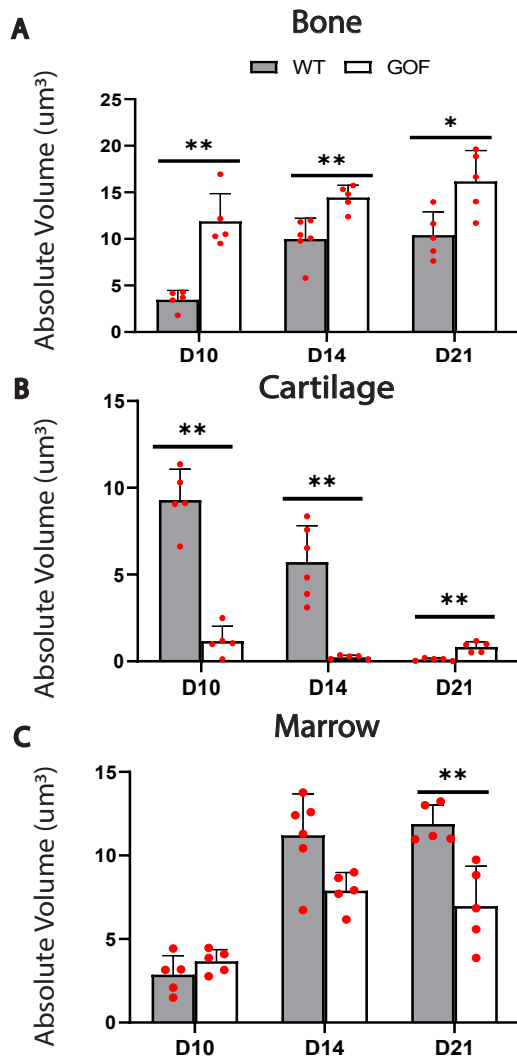 A
Bone
WT GOF
Absolute Volume (um³)
25
20
15
10
5
0
** ** *
D10 D14 D21
B
Cartilage
Absolute Volume (um³)
15
10
5
0
** ** **
D10 D14 D21
C
Marrow
Absolute Volume (um³)
15
10
5
0
**
D10 D14 D21